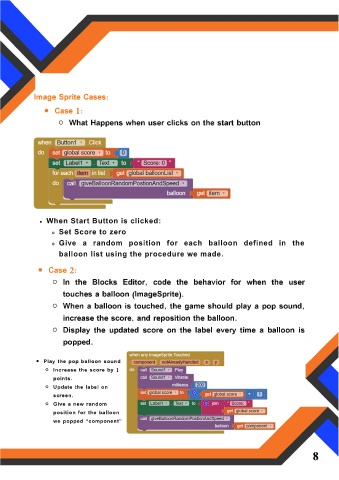 Image Sprite Cases:
▪ Case 1:
o What Happens when user clicks on the start button
when Button1 .Click
do set global score to 0
set Label1 . Text to " Score: 0 "
for each item in list get global balloonList
do call giveBalloonRandomPostionAndSpeed
balloon get item
• When Start Button is clicked:
o Set Score to zero
o Give a random position for each balloon defined in the
balloon list using the procedure we made.
▪ Case 2:
o In the Blocks Editor, code the behavior for when the user
touches a balloon (ImageSprite).
o When a balloon is touched, the game should play a pop sound,
increase the score, and reposition the balloon.
o Display the updated score on the label every time a balloon is
popped.
• Play the pop balloon sound
o Increase the score by 1
points.
o Update the label on
screen.
o Give a new random
position for the balloon
we popped "component"
when any ImageSprite.Touched
component notAlreadyHandled x y
do call Sound1 .Play
call Sound1 .Vibrate
millisecs 200
set global score to get global score + 1
set Label1 . Text to join " Score: "
get global score
call giveBalloonRandomPostionAndSpeed
balloon get component
8